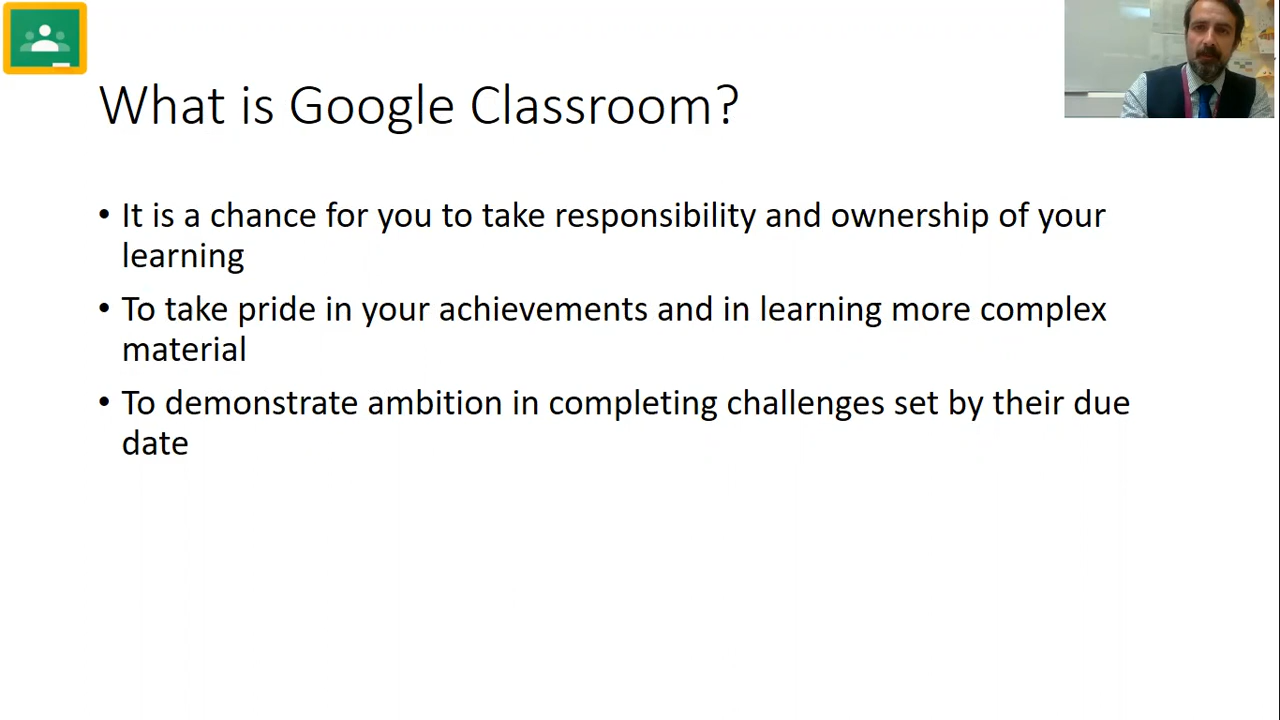 What is Google Classroom?
• It is a chance for you to take responsibility and ownership of your
learning
• To take pride in your achievements and in learning more complex
material
• To demonstrate ambition in completing challenges set by their due
date